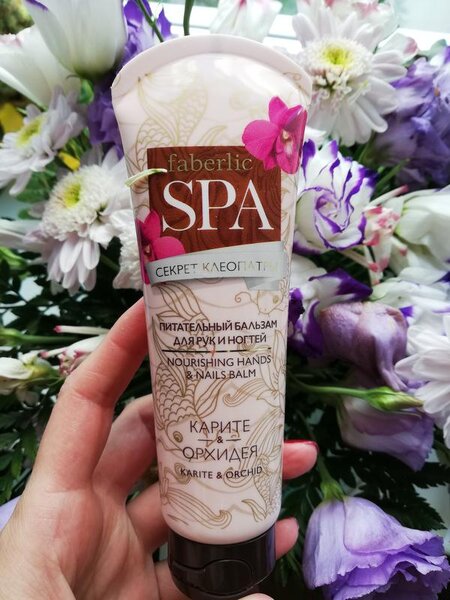 faberlic
SPA
СЕКРЕТ КЛЕОПАТРЫ
ПИТАТЕЛЬНЫЙ БАЛЬЗАМ
ДЛЯ РУК И НОГТЕЙ
NOURISHING HANDS
& NAILS BALM
КАРИТЕ
&
ОРХИДЕЯ
KARITE & ORCHID